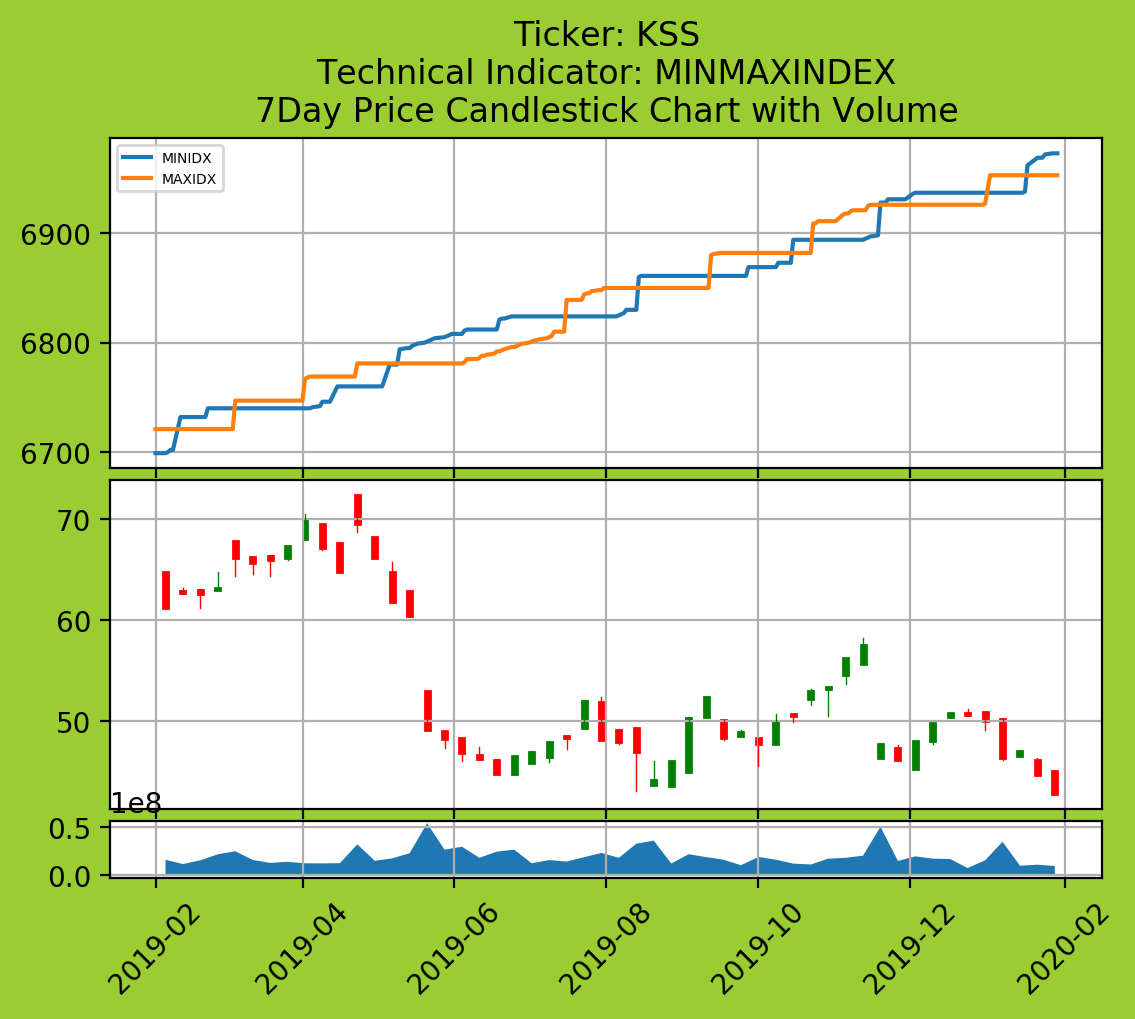 Ticker: KSS
Technical Indicator: MINMAXINDEX
7Day Price Candlestick Chart with Volume
MINIDX
MAXIDX
6900
6800
6700
70
60
50
1e8
0.5
0.0
2019-02
2019-04
2019-06
2019-08
2019-10
2019-12
2020-02